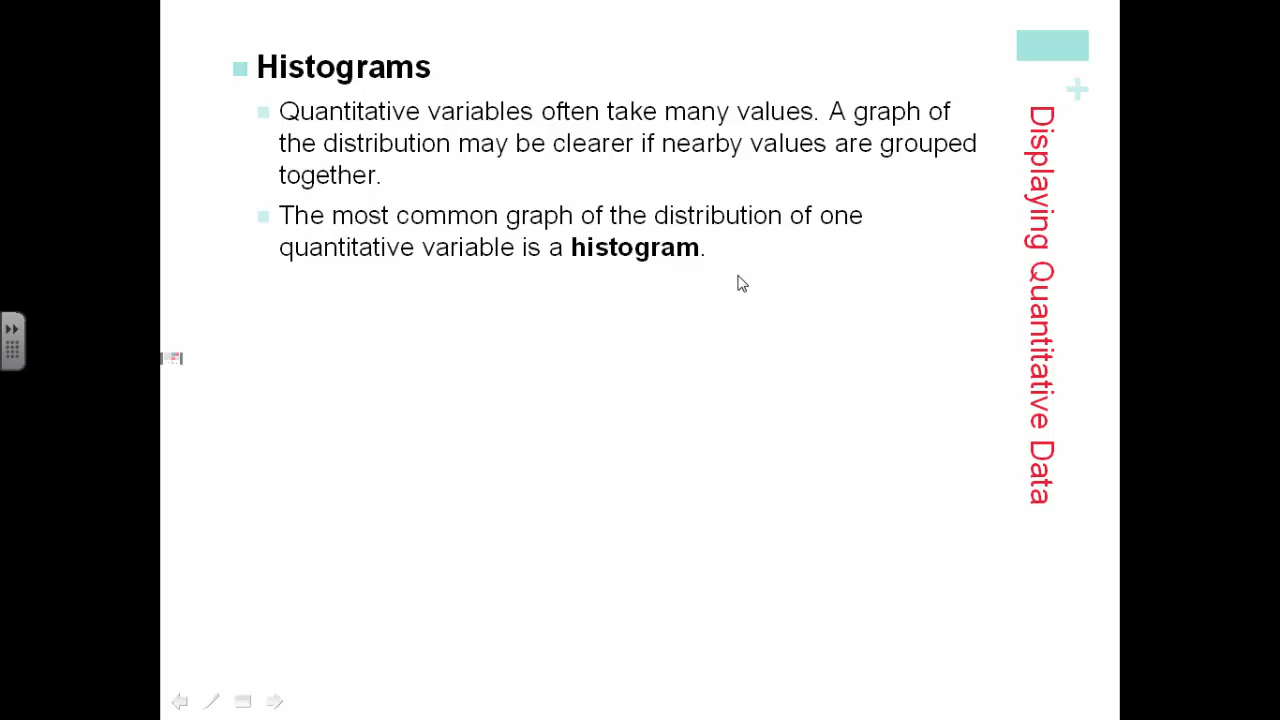 Histograms
Quantitative variables often take many values. A graph of
the distribution may be clearer if nearby values are grouped
together.
The most common graph of the distribution of one
quantitative variable is a histogram.
+
Displaying Quantitative Data